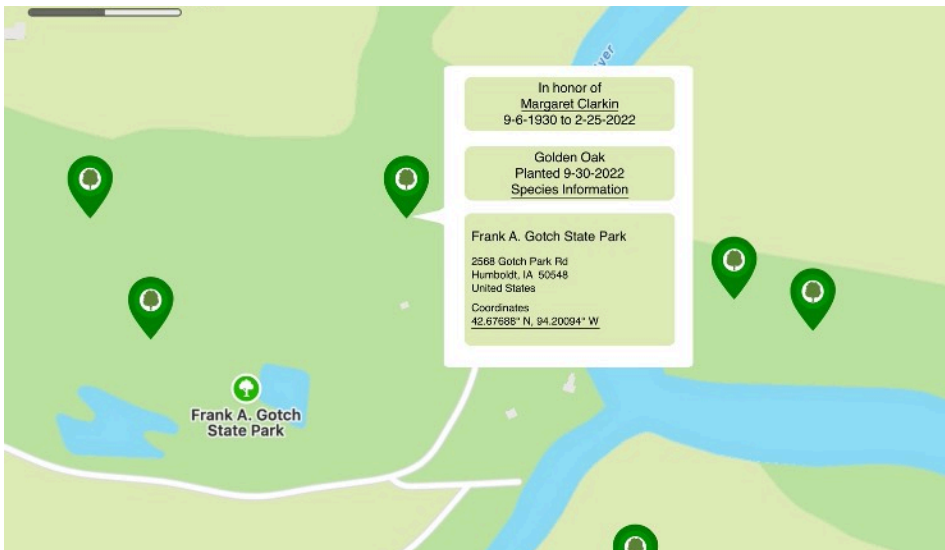 iver
In honor of
Margaret Clarkin
9-6-1930 to 2-25-2022
Golden Oak
Planted 9-30-2022
Species Information
Frank A. Gotch State Park
2568 Gotch Park Rd
Humboldt, IA 50548
United States
Coordinates
42.67688° N, 94.20094° W
Frank A. Gotch
State Park